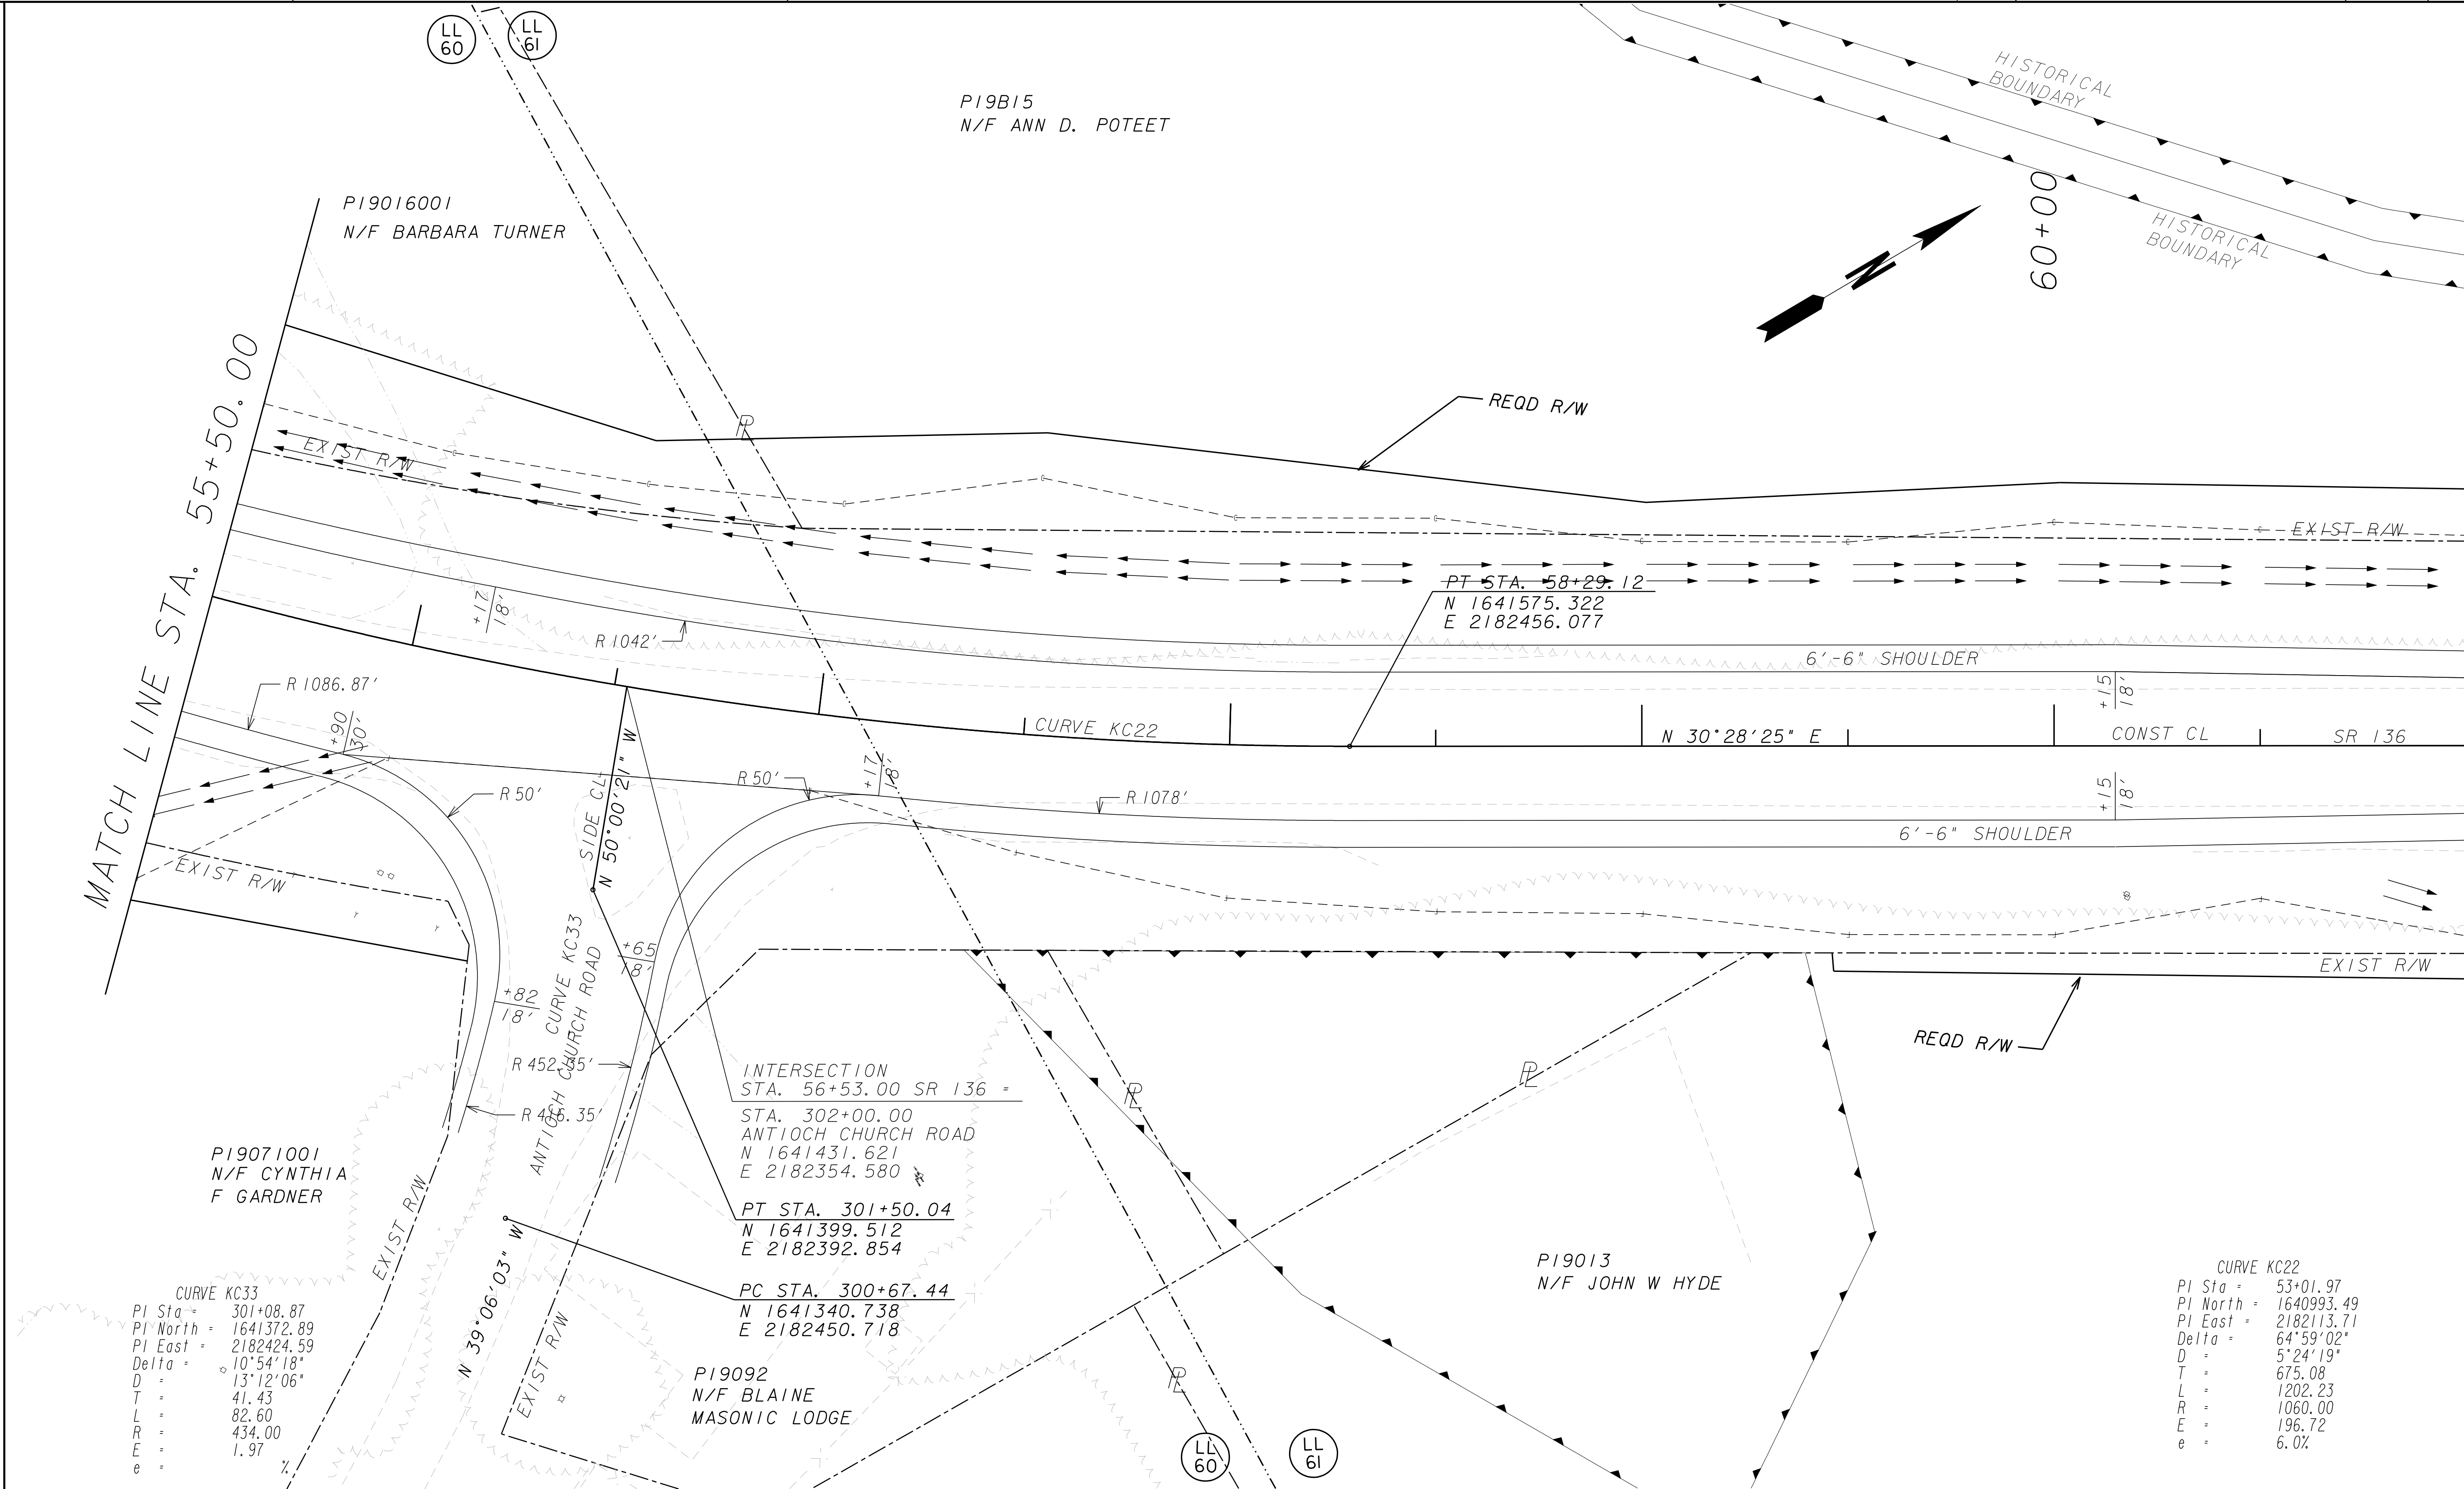 LL
60
LL
61
P19B15
N/F ANN D. POTEET
HISTORICAL
BOUNDARY
P19016001
N/F BARBARA TURNER
60+00
HISTORICAL
BOUNDARY
N
MATCH LINE STA. 55+50.00
REQD R/W
PL
EXIST R/W
EXIST R/W
PT STA. 58+29.12
N 1641575.322
E 2182456.077
+17
18'
R 1042'
6'-6" SHOULDER
R 1086.87'
+15
18'
+90
30'
CURVE KC22
N 30°28'25" E
CONST CL
SR 136
R 50'
R 50'
+17
18'
R 1078'
+15
18'
SIDE CL
N 50°00'21" W
6'-6" SHOULDER
EXIST R/W
CURVE KC33
ANTIOCH CHURCH ROAD
+65
18'
+82
18'
EXIST R/W
REQD R/W
R 452.35'
R 416.35'
INTERSECTION
STA. 56+53.00 SR 136 =
STA. 302+00.00
ANTIOCH CHURCH ROAD
N 1641431.621
E 2182354.580
PL
PL
P19071001
N/F CYNTHIA
F GARDNER
EXIST R/W
PT STA. 301+50.04
N 1641399.512
E 2182392.854
N 39°06'03" W
PC STA. 300+67.44
N 1641340.738
E 2182450.718
EXIST R/W
P19092
N/F BLAINE
MASONIC LODGE
P19013
N/F JOHN W HYDE
PL
LL
60
LL
61
CURVE KC33
PI Sta = 301+08.87
PI North = 1641372.89
PI East = 2182424.59
Delta = 10°54'18"
D = 13°12'06"
T = 41.43
L = 82.60
R = 434.00
E = 1.97
e = %
CURVE KC22
PI Sta = 53+01.97
PI North = 1640993.49
PI East = 2182113.71
Delta = 64°59'02"
D = 5°24'19"
T = 675.08
L = 1202.23
R = 1060.00
E = 196.72
e = 6.0%